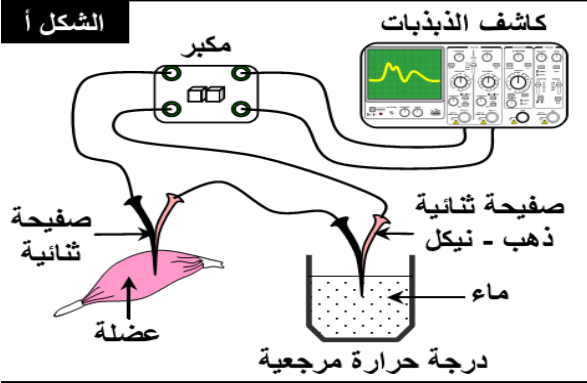 الشكل أ
كاشف الذبذبات
مكبر
صفيحة ثنائية
ذهب - نيكل
صفيحة
ثنائية
ماء
عضلة
درجة حرارة مرجعية